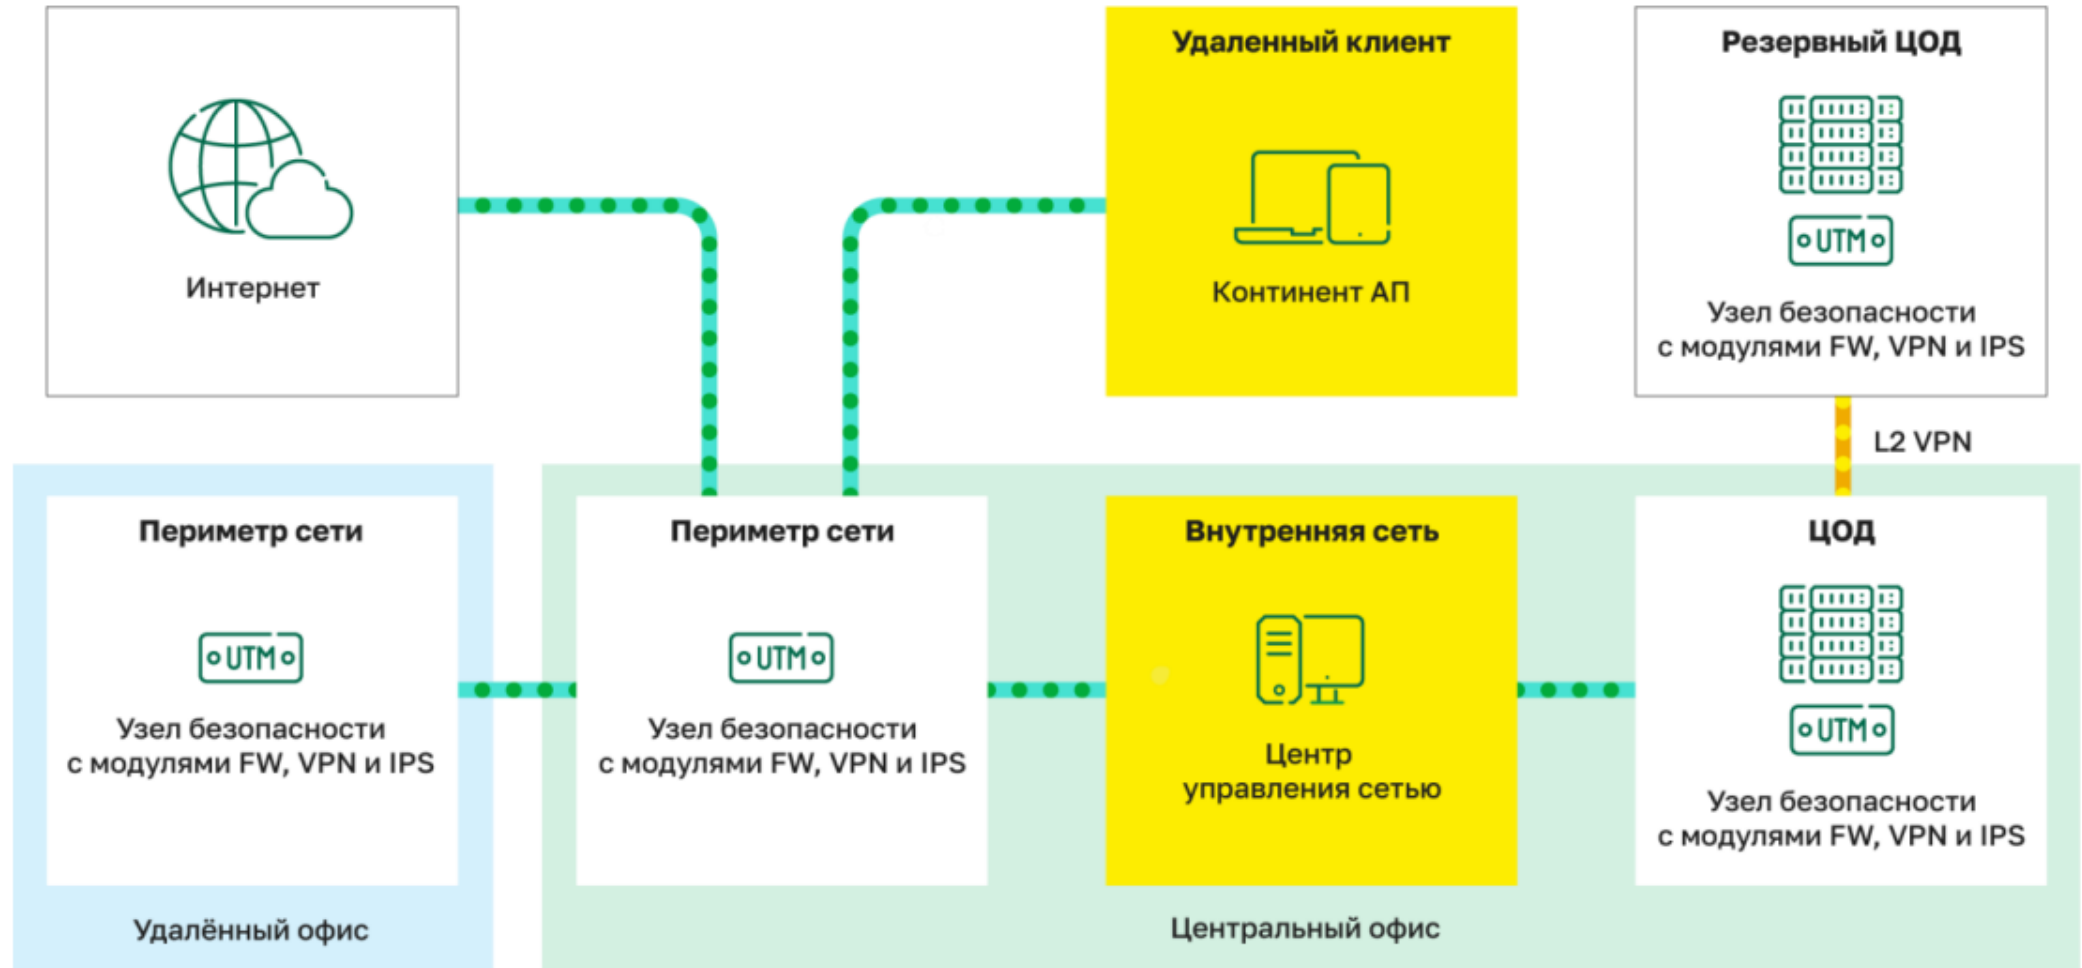 Интернет
Удаленный клиент
Континент АП
Резервный ЦОД
UTM
Узел безопасности
с модулями FW, VPN и IPS
L2 VPN
Периметр сети
UTM
Узел безопасности
с модулями FW, VPN и IPS
Удалённый офис
Периметр сети
UTM
Узел безопасности
с модулями FW, VPN и IPS
Внутренняя сеть
Центр
управления сетью
ЦОД
UTM
Узел безопасности
с модулями FW, VPN и IPS
Центральный офис